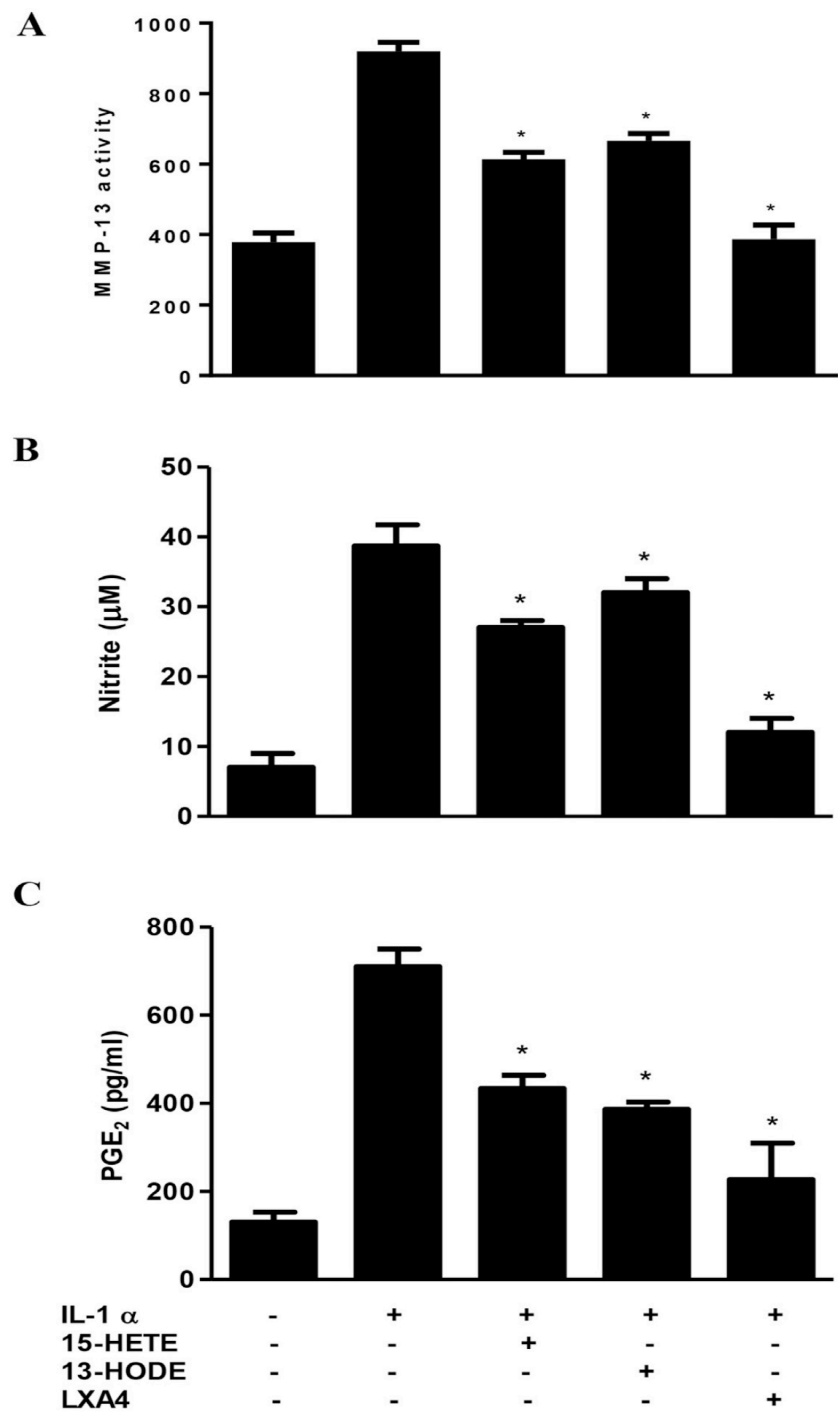 A
1000
800
600
400
200
0
MMP-13 activity
*
*
*
B
50
40
30
20
10
0
Nitrite (μM)
*
*
*
C
800
600
400
200
0
PGE₂ (pg/ml)
*
*
*
IL-1 α - + + + +
15-HETE - - + - -
13-HODE - - - + -
LXA4 - - - - +